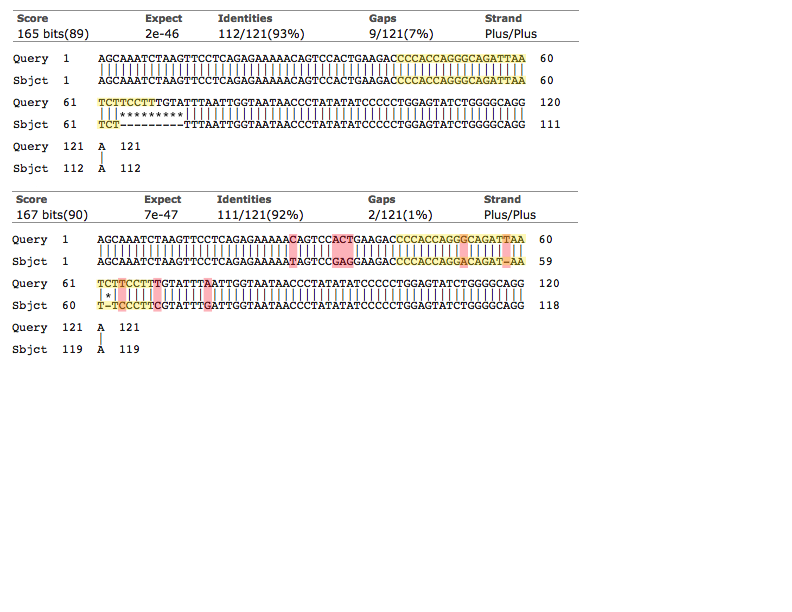 Score Expect Identities Gaps Strand
165 bits(89) 2e-46 112/121(93%) 9/121(7%) Plus/Plus
Query 1 AGCAAATCTAAGTTCCTCAGAGAAAAACAGTCCACTGAAGACCCCACCAGGGCAGATTAA 60
Sbjct 1 AGCAAATCTAAGTTCCTCAGAGAAAAACAGTCCACTGAAGACCCCACCAGGGCAGATTAA 60
Query 61 TCTTCCTTTGTATTTAATTGGTAATAACCCTATATATCCCCCTGGAGTATCTGGGGCAGG 120
*********
Sbjct 61 TCT---------TTTAATTGGTAATAACCCTATATATCCCCCTGGAGTATCTGGGGCAGG 111
Query 121 A 121
Sbjct 112 A 112
Score Expect Identities Gaps Strand
167 bits(90) 7e-47 111/121(92%) 2/121(1%) Plus/Plus
Query 1 AGCAAATCTAAGTTCCTCAGAGAAAAACAGTCCACTGAAGACCCCACCAGGGCAGATTAA 60
Sbjct 1 AGCAAATCTAAGTTCCTCAGAGAAAAATAGTCCGAGGAAGACCCCACCAGGACAGAT-AA 59
Query 61 TCTTCCTTTGTATTTAATTGGTAATAACCCTATATATCCCCCTGGAGTATCTGGGGCAGG 120
*
Sbjct 60 T-TCCCTTCGTATTTGATTGGTAATAACCCTATATATCCCCCTGGAGTATCTGGGGCAGG 118
Query 121 A 121
Sbjct 119 A 119